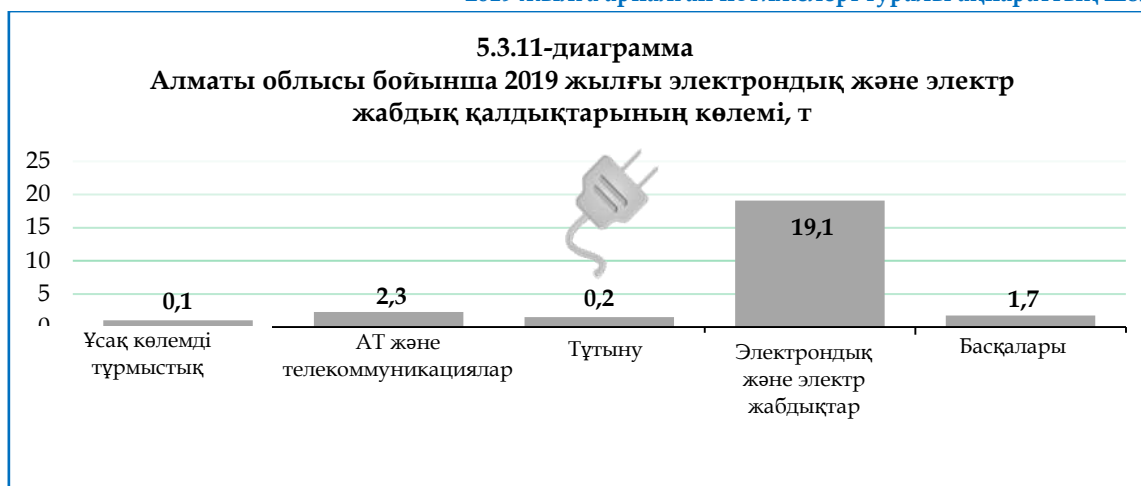 5.3.11-диаграмма
Алматы облысы бойынша 2019 жылғы электрондық және электр
жабдық қалдықтарының көлемі, т
25
20
15
10
5
0
0,1
2,3
0,2
19,1
1,7
Ұсақ көлемді
тұрмыстық
АТ және
телекоммуникациялар
Тұтыну
Электрондық
және электр
жабдықтар
Басқалары